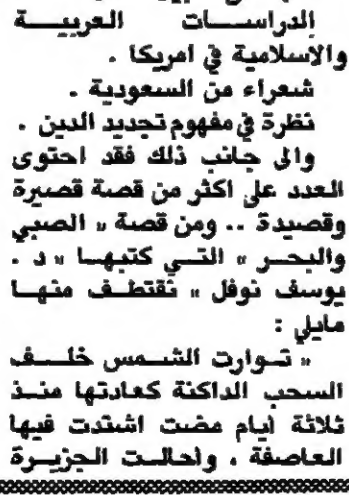 الدراسات العربية
والاسلامية في امريكا .
شعراء من السعودية .
نظرة في مفهوم تجديد الدين .
والى جانب ذلك فقد احتوى
العدد على اكثر من قصة قصيرة
وقصيدة .. ومن قصة « الصبي
والبحر » التي كتبها « د .
يوسف نوفل » نقتطف منها
مايلي :
« توارت الشمس خلف
السحب الداكنة كعادتها منذ
ثلاثة أيام مضت اشتدت فيها
العاصفة . وأحالت الجزيرة